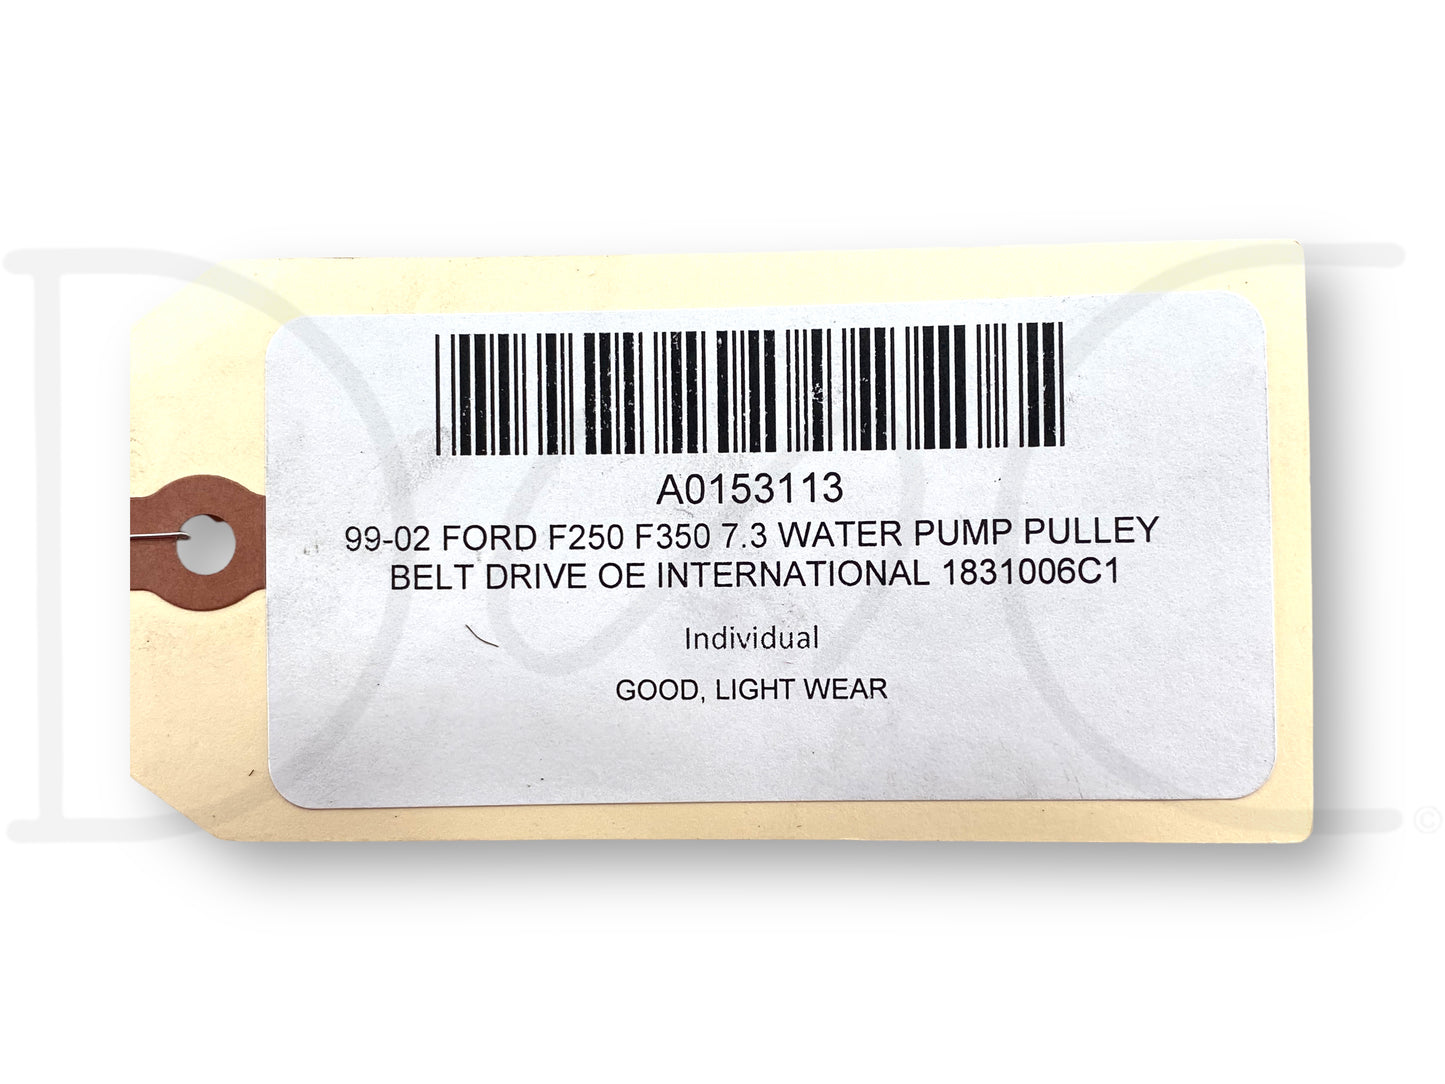 A0153113
99-02 FORD F250 F350 7.3 WATER PUMP PULLEY
BELT DRIVE OE INTERNATIONAL 1831006C1
Individual
GOOD, LIGHT WEAR
©